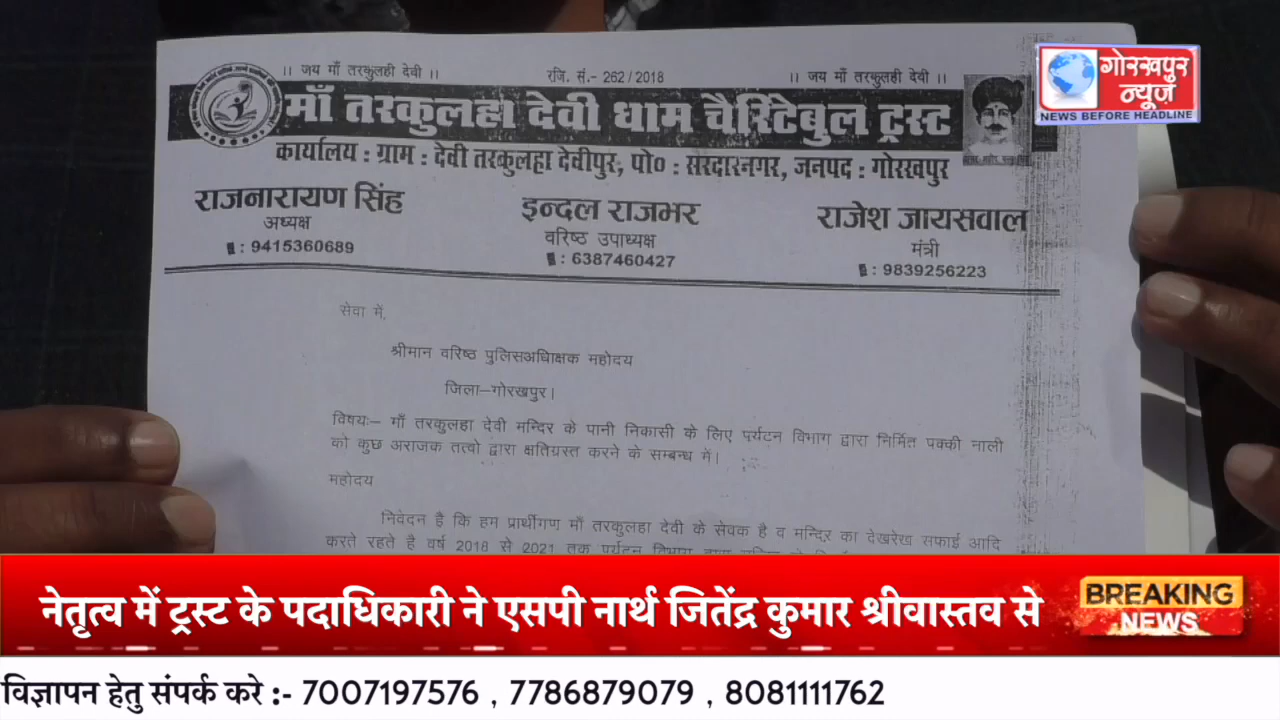 ।। जय माँ तरकुलही देवी ।। रजि. सं.- 262/2018 ।। जय माँ तरकुलही देवी ।।
माँ तरकुलहा देवी धाम चैरिटेबुल ट्रस्ट
कार्यालय : ग्राम : देवी तरकुलहा देवीपुर, पो० : सरदारनगर, जनपद : गोरखपुर
राजनारायण सिंह इन्दल राजभर राजेश जायसवाल
अध्यक्ष वरिष्ठ उपाध्यक्ष मंत्री
: 9415360689 : 6387460427 : 9839256223
सेवा में,
श्रीमान वरिष्ठ पुलिसअधिाक्षक महोदय
जिला-गोरखपुर।
विषयः- माँ तरकुलहा देवी मन्दिर के पानी निकासी के लिए पर्यटन विभाग द्वारा निर्मित पक्की नाली
को कुछ अराजक तत्वो द्वारा क्षतिग्रस्त करने के सम्बन्ध में।
महोदय
निवेदन है कि हम प्रार्थीगण माँ तरकुलहा देवी के सेवक है व मन्दिर का देखरेख सफाई आदि
करते रहते है वर्ष 2018 से 2021 तक पर्यटन विभाग
गोरखपुर
न्यूज़
NEWS BEFORE HEADLINE
नेतृत्व में ट्रस्ट के पदाधिकारी ने एसपी नार्थ जितेंद्र कुमार श्रीवास्तव से
BREAKING
NEWS
विज्ञापन हेतु संपर्क करे :- 7007197576 , 7786879079 , 8081111762